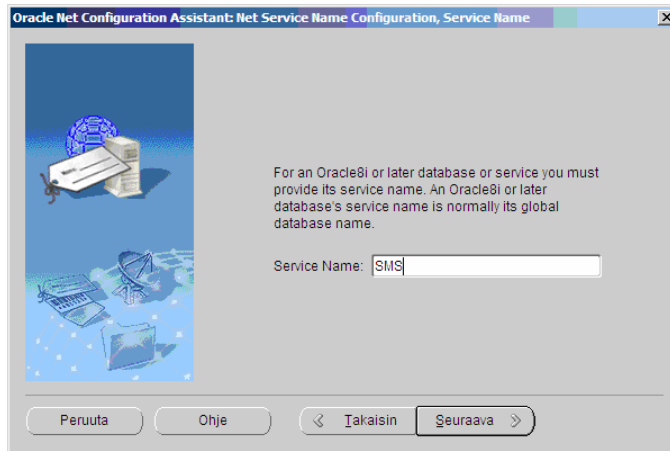 Oracle Net Configuration Assistant: Net Service Name Configuration, Service Name
For an Oracle8i or later database or service you must
provide its service name. An Oracle8i or later
database's service name is normally its global
database name.
Service Name: SMS
Peruuta Ohje Takaisin Seuraava